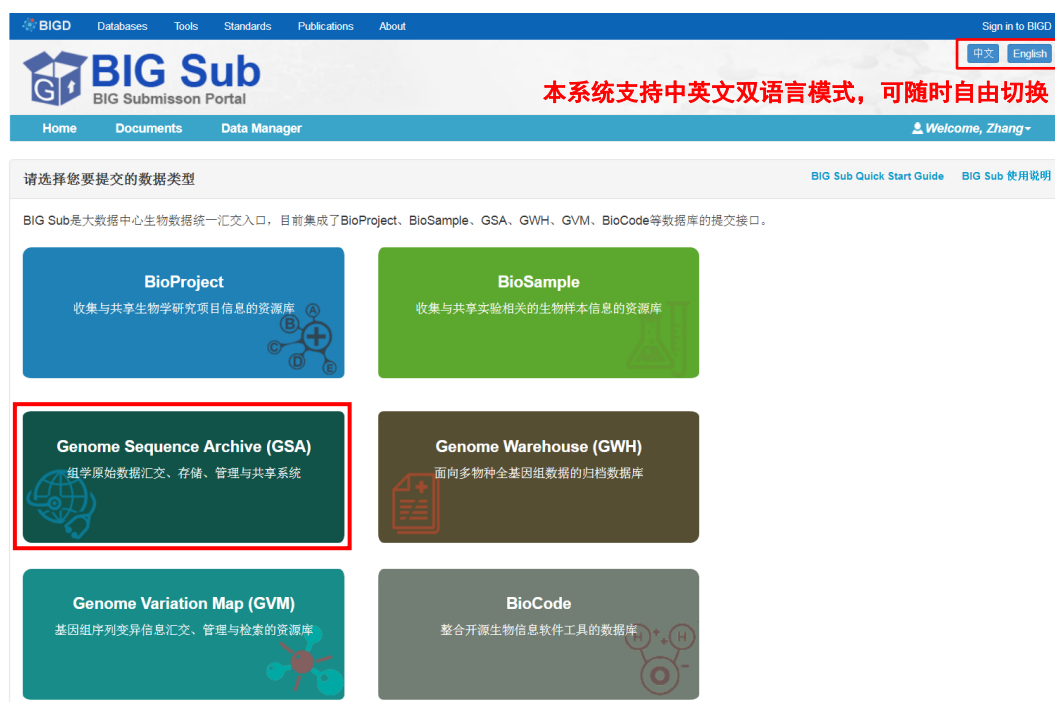 BIGD Databases Tools Standards Publications About Sign in to BIGD
中文 English
BIG Sub
BIG Submisson Portal
本系统支持中英文双语言模式，可随时自由切换
Home Documents Data Manager Welcome, Zhang
请选择您要提交的数据类型 BIG Sub Quick Start Guide BIG Sub 使用说明
BIG Sub是大数据中心生物数据统一汇交入口，目前集成了BioProject、BioSample、GSA、GWH、GVM、BioCode等数据库的提交接口。
BioProject
收集与共享生物学研究项目信息的资源库
A
B
C
D
E
BioSample
收集与共享实验相关的生物样本信息的资源库
Genome Sequence Archive (GSA)
组学原始数据汇交、存储、管理与共享系统
Genome Warehouse (GWH)
面向多物种全基因组数据的归档数据库
Genome Variation Map (GVM)
基因组序列变异信息汇交、管理与检索的资源库
BioCode
整合开源生物信息软件工具的数据库
H H
O